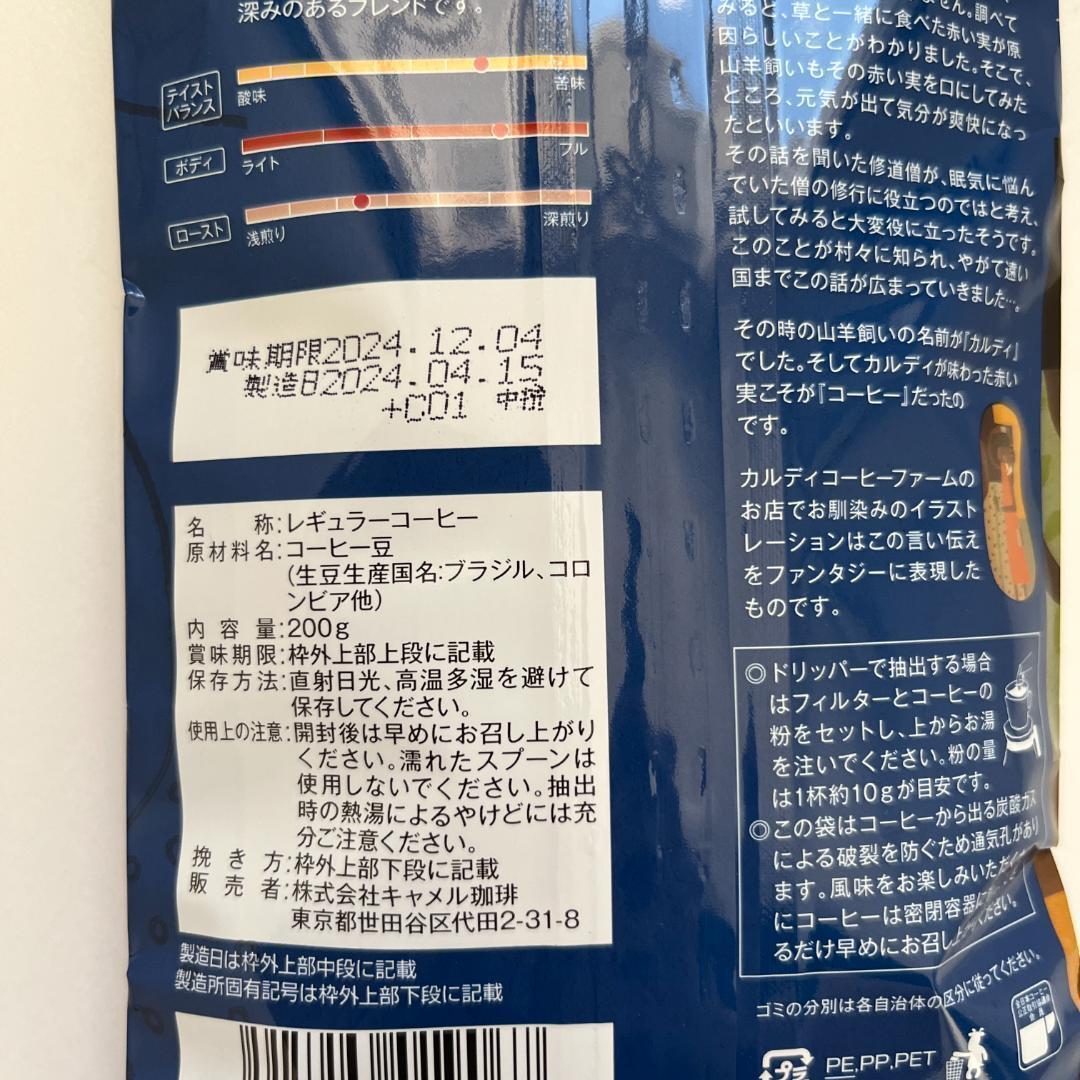 深みのあるブレンドです。
テイスト
バランス
酸味
苦味
ボディ
ライト
フル
ロースト
浅煎り
深煎り
賞味期限2024.12.04
製造日2024.04.15
+C01 中挽
名称:レギュラーコーヒー
原材料名:コーヒー豆
(生豆生産国名:ブラジル、コロ
ンビア他)
内容量:200g
賞味期限:枠外上部上段に記載
保存方法:直射日光、高温多湿を避けて
保存してください。
使用上の注意:開封後は早めにお召し上がり
ください。濡れたスプーンは
使用しないでください。抽出
時の熱湯によるやけどには充
分ご注意ください。
挽き方:枠外上部下段に記載
販売者:株式会社キャメル珈琲
東京都世田谷区代田2-31-8
製造日は枠外上部中段に記載
製造所固有記号は枠外上部下段に記載
ません。調べて
みると、草と一緒に食べた赤い実が原
因らしいことがわかりました。そこで、
山羊飼いもその赤い実を口にしてみた
ところ、元気が出て気分が爽快になっ
たといいます。
その話を聞いた修道僧が、眠気に悩ん
でいた僧の修行に役立つのではと考え、
試してみると大変役に立ったそうです。
このことが村々に知られ、やがて遠い
国までこの話が広まっていきました…。
その時の山羊飼いの名前が『カルディ』
でした。そしてカルディが味わった赤い
実こそが『コーヒー』だったの
です。
カルディコーヒーファームの
お店でお馴染みのイラスト
レーションはこの言い伝え
をファンタジーに表現した
ものです。
◎ドリッパーで抽出する場合
はフィルターとコーヒーの
粉をセットし、上からお湯
を注いでください。粉の量
は1杯約10gが目安です。
◎この袋はコーヒーから出る炭酸ガス
による破裂を防ぐため通気孔があり
ます。風味をお楽しみいただく
にコーヒーは密閉容器に ください。
るだけ早めにお召し上
ゴミの分別は各自治体の区分に従ってください。
全日本コーヒー
公正取引協議会
会員
プラ
PE,PP,PET